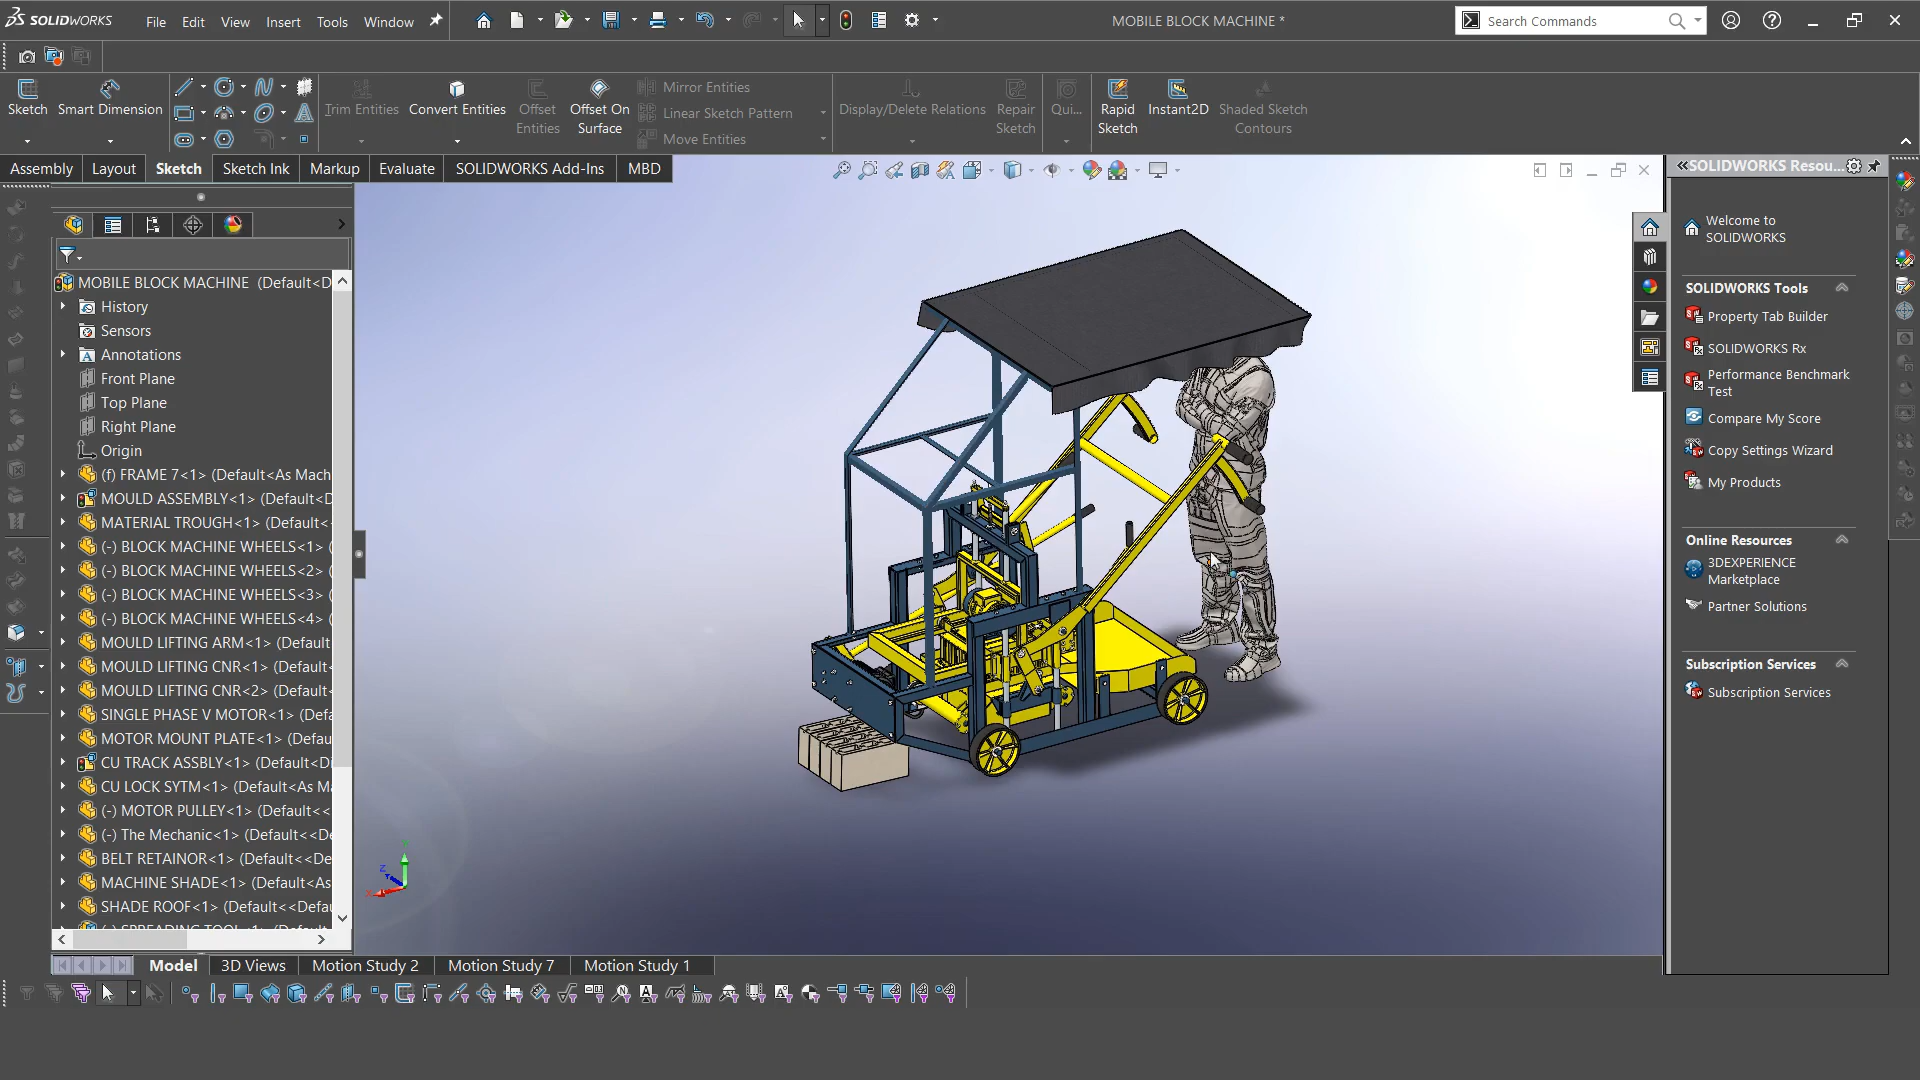 SOLIDWORKS
File Edit View Insert Tools Window
MOBILE BLOCK MACHINE *
Search Commands
Sketch
Smart Dimension
Trim Entities
Convert Entities
Offset Entities
Offset On Surface
Mirror Entities
Linear Sketch Pattern
Move Entities
Display/Delete Relations
Repair Sketch
Qui...
Rapid Sketch
Instant2D
Shaded Sketch Contours
Assembly Layout Sketch Sketch Ink Markup Evaluate SOLIDWORKS Add-Ins MBD
MOBILE BLOCK MACHINE (Default<D
History
Sensors
Annotations
Front Plane
Top Plane
Right Plane
Origin
(f) FRAME 7<1> (Default<As Mach
MOULD ASSEMBLY<1> (Default<D
MATERIAL TROUGH<1> (Default<
(-) BLOCK MACHINE WHEELS<1> (
(-) BLOCK MACHINE WHEELS<2> (
(-) BLOCK MACHINE WHEELS<3> (
(-) BLOCK MACHINE WHEELS<4> (
MOULD LIFTING ARM<1> (Default
MOULD LIFTING CNR<1> (Default<
MOULD LIFTING CNR<2> (Default<
SINGLE PHASE V MOTOR<1> (Defa
MOTOR MOUNT PLATE<1> (Defau
CU TRACK ASSBLY<1> (Default<Di
CU LOCK SYTM<1> (Default<As Ma
(-) MOTOR PULLEY<1> (Default<<
(-) The Mechanic<1> (Default<<De
BELT RETAINOR<1> (Default<<De
MACHINE SHADE<1> (Default<As
SHADE ROOF<1> (Default<<Defau
(-) SPREADING TOOL<1> (Default
Model 3D Views Motion Study 2 Motion Study 7 Motion Study 1
SOLIDWORKS Resou...
Welcome to
SOLIDWORKS
SOLIDWORKS Tools
Property Tab Builder
SOLIDWORKS Rx
Performance Benchmark
Test
Compare My Score
Copy Settings Wizard
My Products
Online Resources
3DEXPERIENCE
Marketplace
Partner Solutions
Subscription Services
Subscription Services